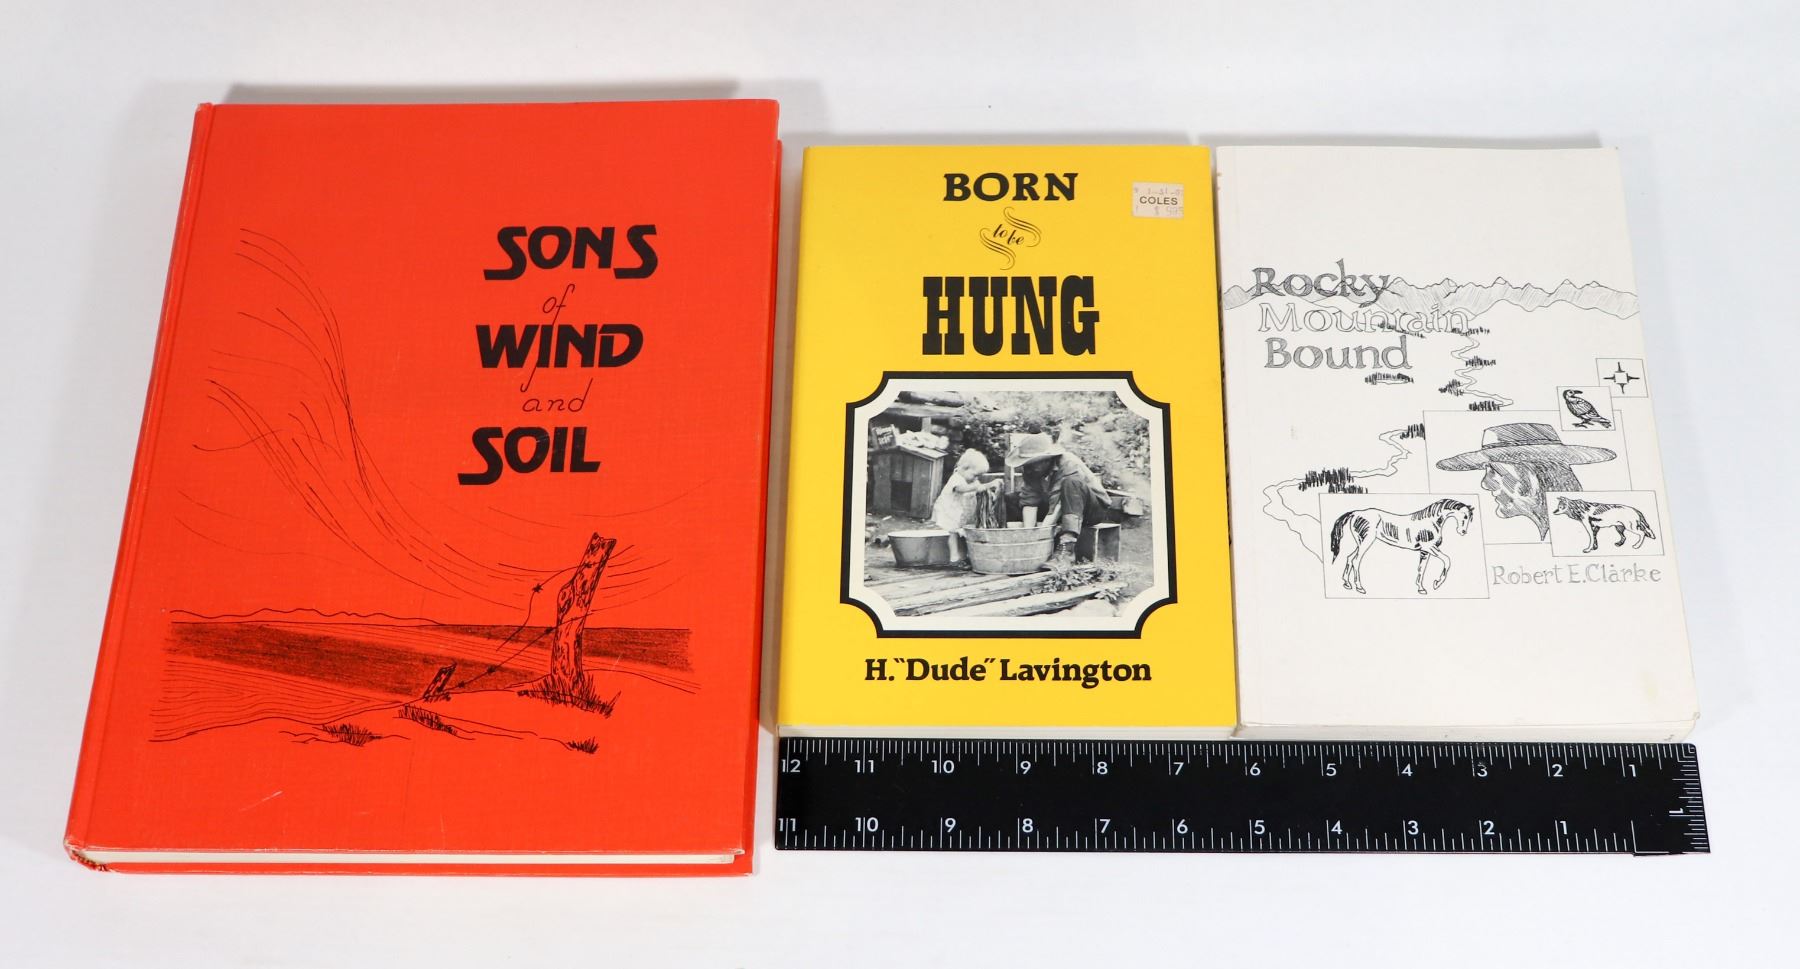 SONS
of
WIND
and
SOIL
BORN
to be
HUNG
COLES
H. "Dude" Lavington
Rocky
Mountain
Bound
Robert E. Clarke
12 11 10 9 8 7 6 5 4 3 2 1
1
11 10 9 8 7 6 5 4 3 2 1